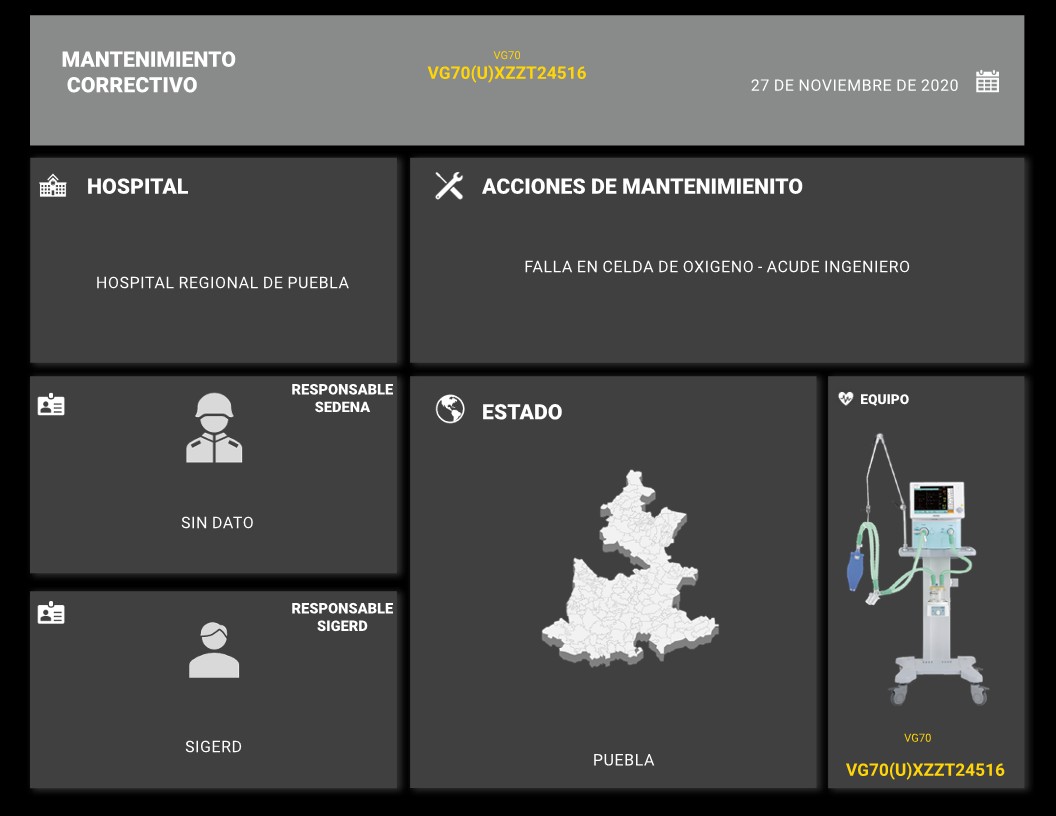 MANTENIMIENTO
CORRECTIVO
VG70
VG70(U)XZZT24516
27 DE NOVIEMBRE DE 2020
HOSPITAL
HOSPITAL REGIONAL DE PUEBLA
ACCIONES DE MANTENIMIENITO
FALLA EN CELDA DE OXIGENO - ACUDE INGENIERO
RESPONSABLE
SEDENA
SIN DATO
RESPONSABLE
SIGERD
SIGERD
ESTADO
PUEBLA
EQUIPO
VG70
VG70(U)XZZT24516